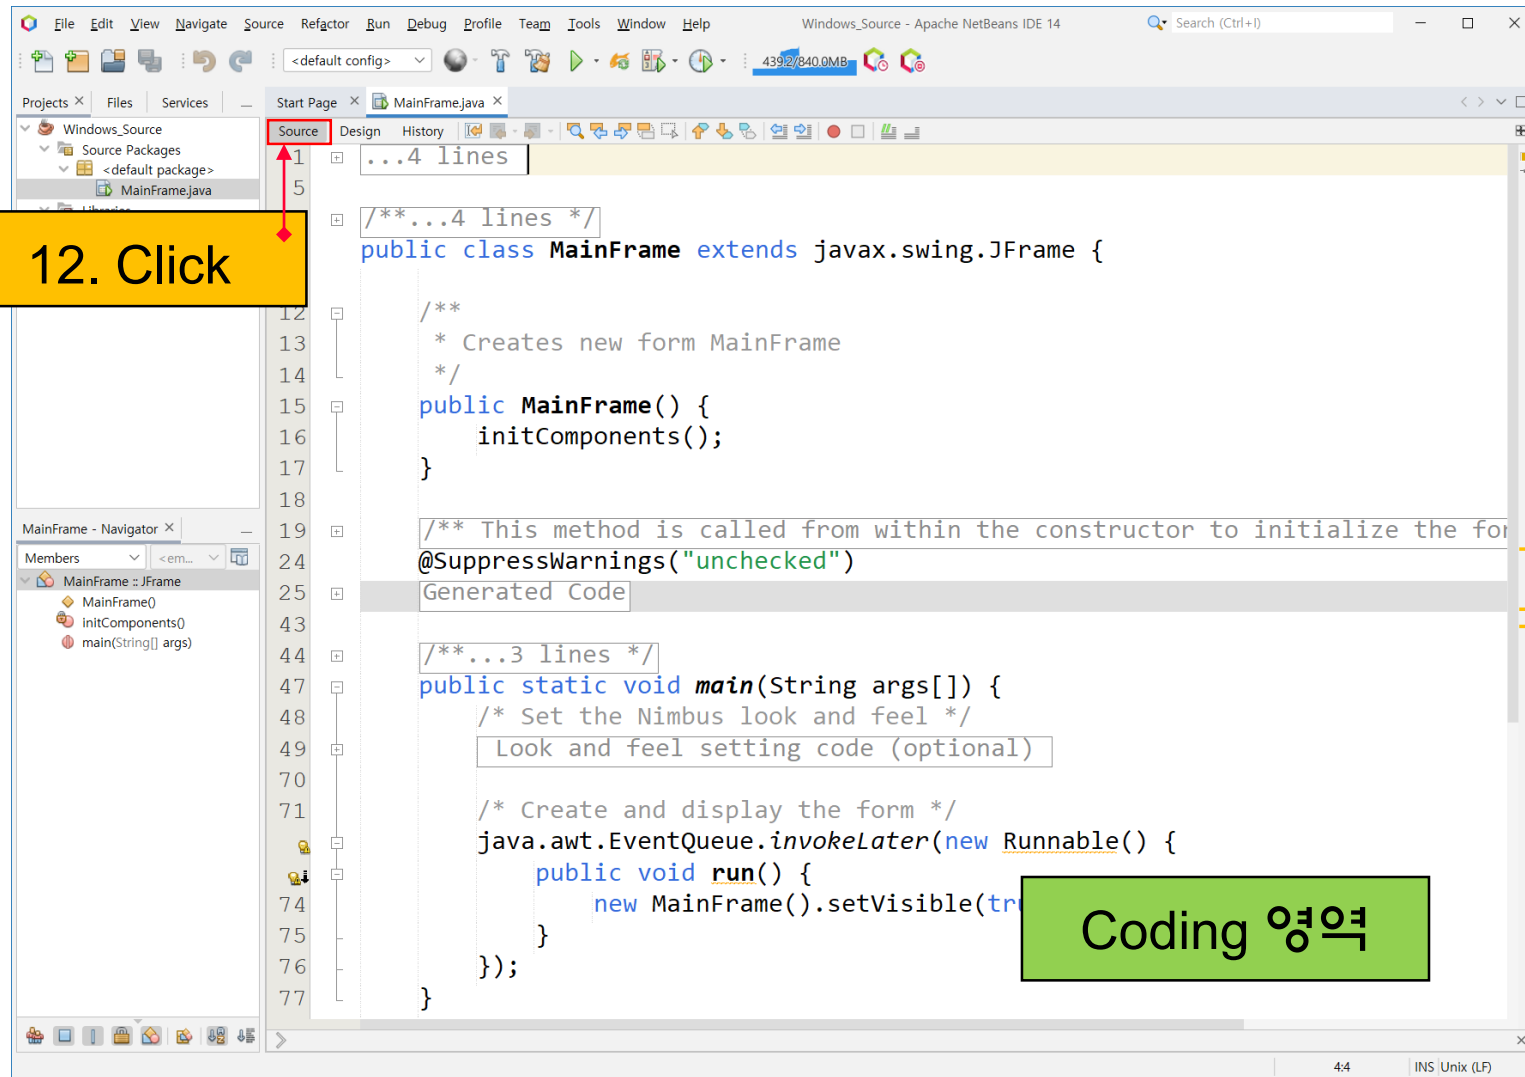 File Edit View Navigate Source Refactor Run Debug Profile Team Tools Window Help Windows_Source - Apache NetBeans IDE 14 Search (Ctrl+I)
<default config> 439.2/840.0MB
Projects Files Services
Start Page MainFrame.java
Windows_Source
Source Packages
<default package>
MainFrame.java
Source Design History
12. Click
1 ...4 lines
5
/**...4 lines */
public class MainFrame extends javax.swing.JFrame {
12 /**
13 * Creates new form MainFrame
14 */
15 public MainFrame() {
16 initComponents();
17 }
18
19 /** This method is called from within the constructor to initialize the for
24 @SuppressWarnings("unchecked")
25 Generated Code
43
44 /**...3 lines */
47 public static void main(String args[]) {
48 /* Set the Nimbus look and feel */
49 Look and feel setting code (optional)
70
71 /* Create and display the form */
java.awt.EventQueue.invokeLater(new Runnable() {
public void run() {
74 new MainFrame().setVisible(tru
75 }
76 });
77 }
Coding 영역
MainFrame - Navigator
Members <em...
MainFrame :: JFrame
MainFrame()
initComponents()
main(String[] args)
4:4 INS Unix (LF)